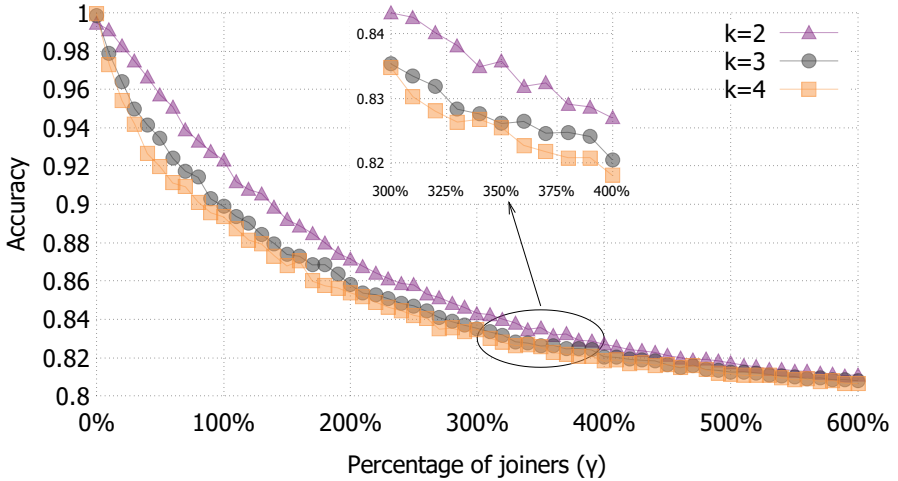 1
0.98
0.96
0.94
0.92
0.9
0.88
0.86
0.84
0.82
0.8
Accuracy
0% 100% 200% 300% 400% 500% 600%
Percentage of joiners (γ)
k=2
k=3
k=4
0.84
0.83
0.82
300% 325% 350% 375% 400%